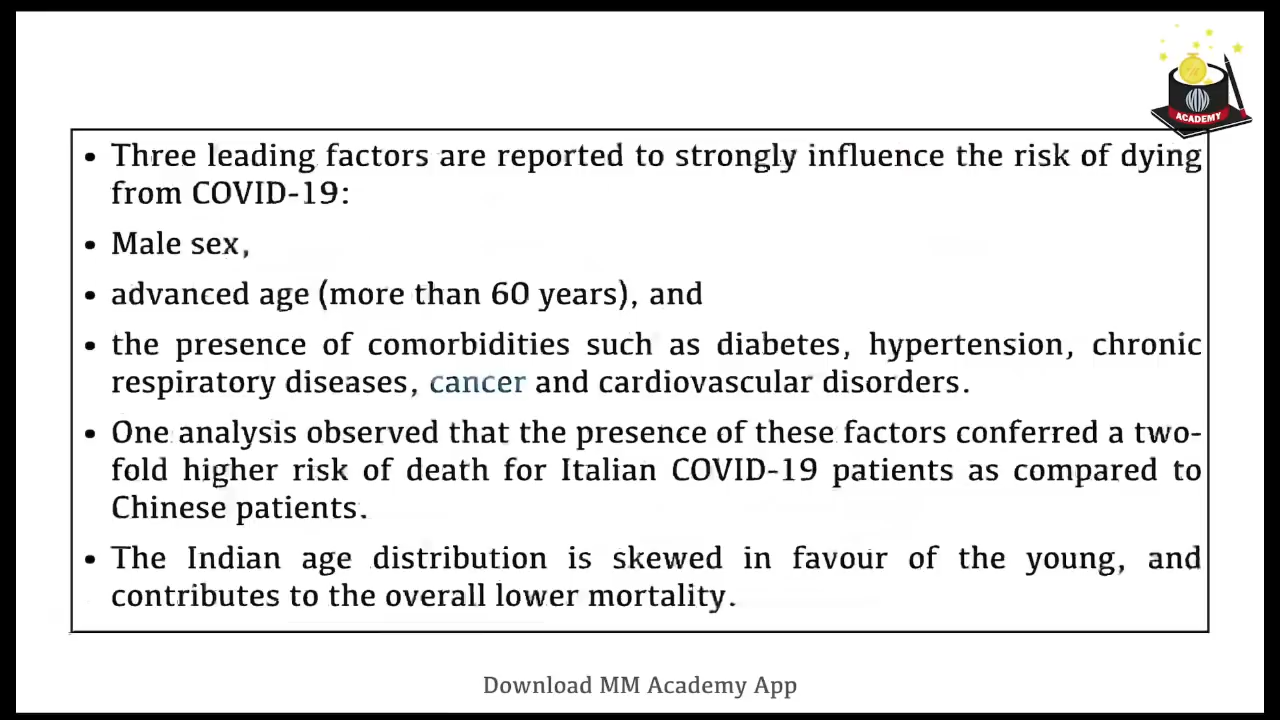 ACADEMY
• Three leading factors are reported to strongly influence the risk of dying
from COVID-19:
• Male sex,
• advanced age (more than 60 years), and
• the presence of comorbidities such as diabetes, hypertension, chronic
respiratory diseases, cancer and cardiovascular disorders.
• One analysis observed that the presence of these factors conferred a two-
fold higher risk of death for Italian COVID-19 patients as compared to
Chinese patients.
• The Indian age distribution is skewed in favour of the young, and
contributes to the overall lower mortality.
Download MM Academy App